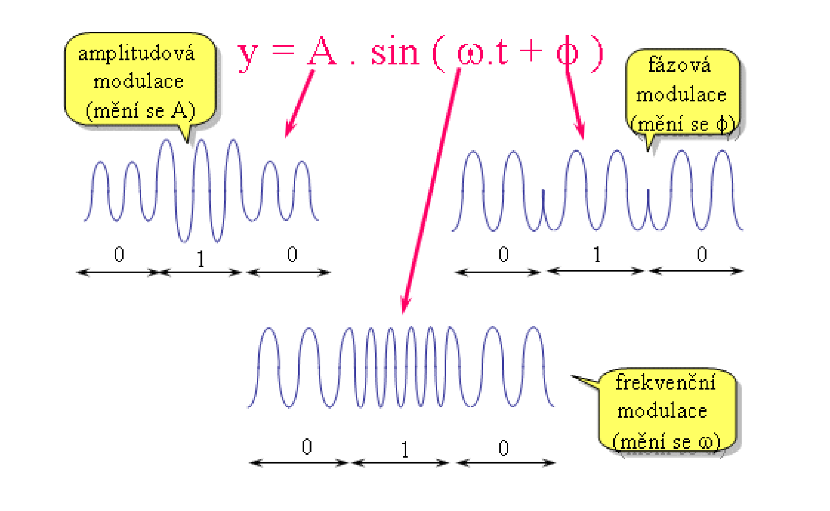 amplitudová
modulace
(mění se A)
y = A . sin ( ω.t + ϕ )
fázová
modulace
(mění se ϕ)
0 1 0
0 1 0
frekvenční
modulace
(mění se ω)
0 1 0